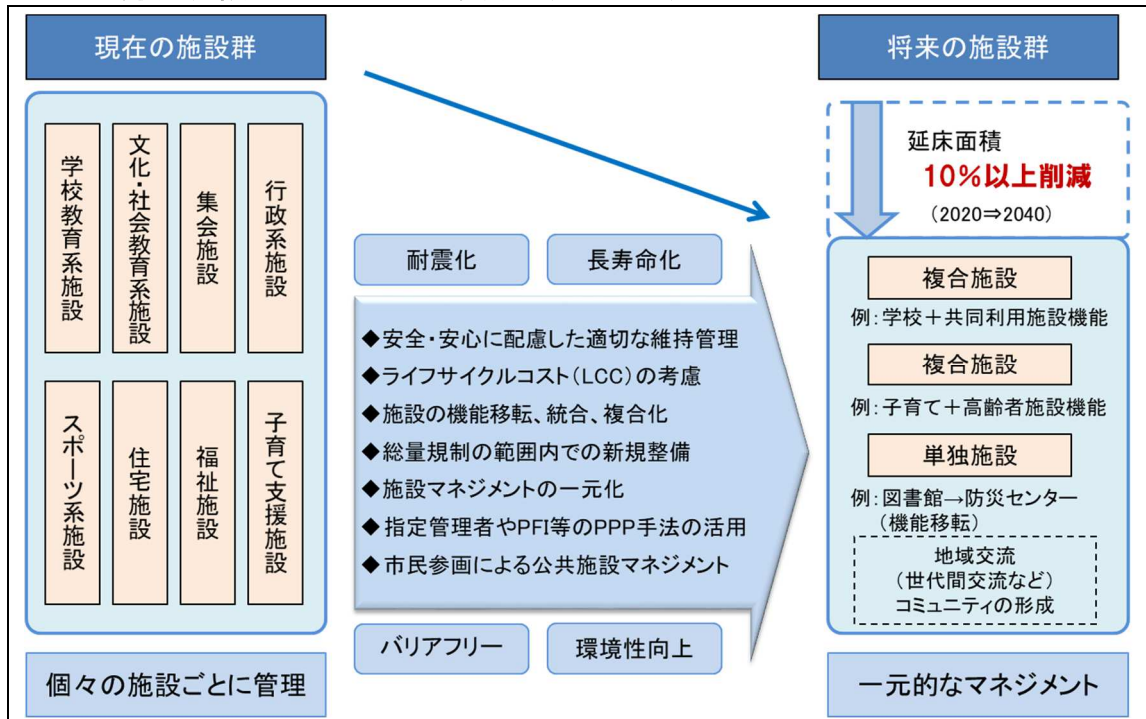 現在の施設群
学校教育系施設
文化・社会教育系施設
集会施設
行政系施設
スポーツ系施設
住宅施設
福祉施設
子育て支援施設
個々の施設ごとに管理
耐震化
長寿命化
◆安全・安心に配慮した適切な維持管理
◆ライフサイクルコスト(LCC)の考慮
◆施設の機能移転、統合、複合化
◆総量規制の範囲内での新規整備
◆施設マネジメントの一元化
◆指定管理者やPFI等のPPP手法の活用
◆市民参画による公共施設マネジメント
バリアフリー
環境性向上
将来の施設群
延床面積
10%以上削減
(2020⇒2040)
複合施設
例:学校+共同利用施設機能
複合施設
例:子育て+高齢者施設機能
単独施設
例:図書館→防災センター
(機能移転)
地域交流
(世代間交流など)
コミュニティの形成
一元的なマネジメント